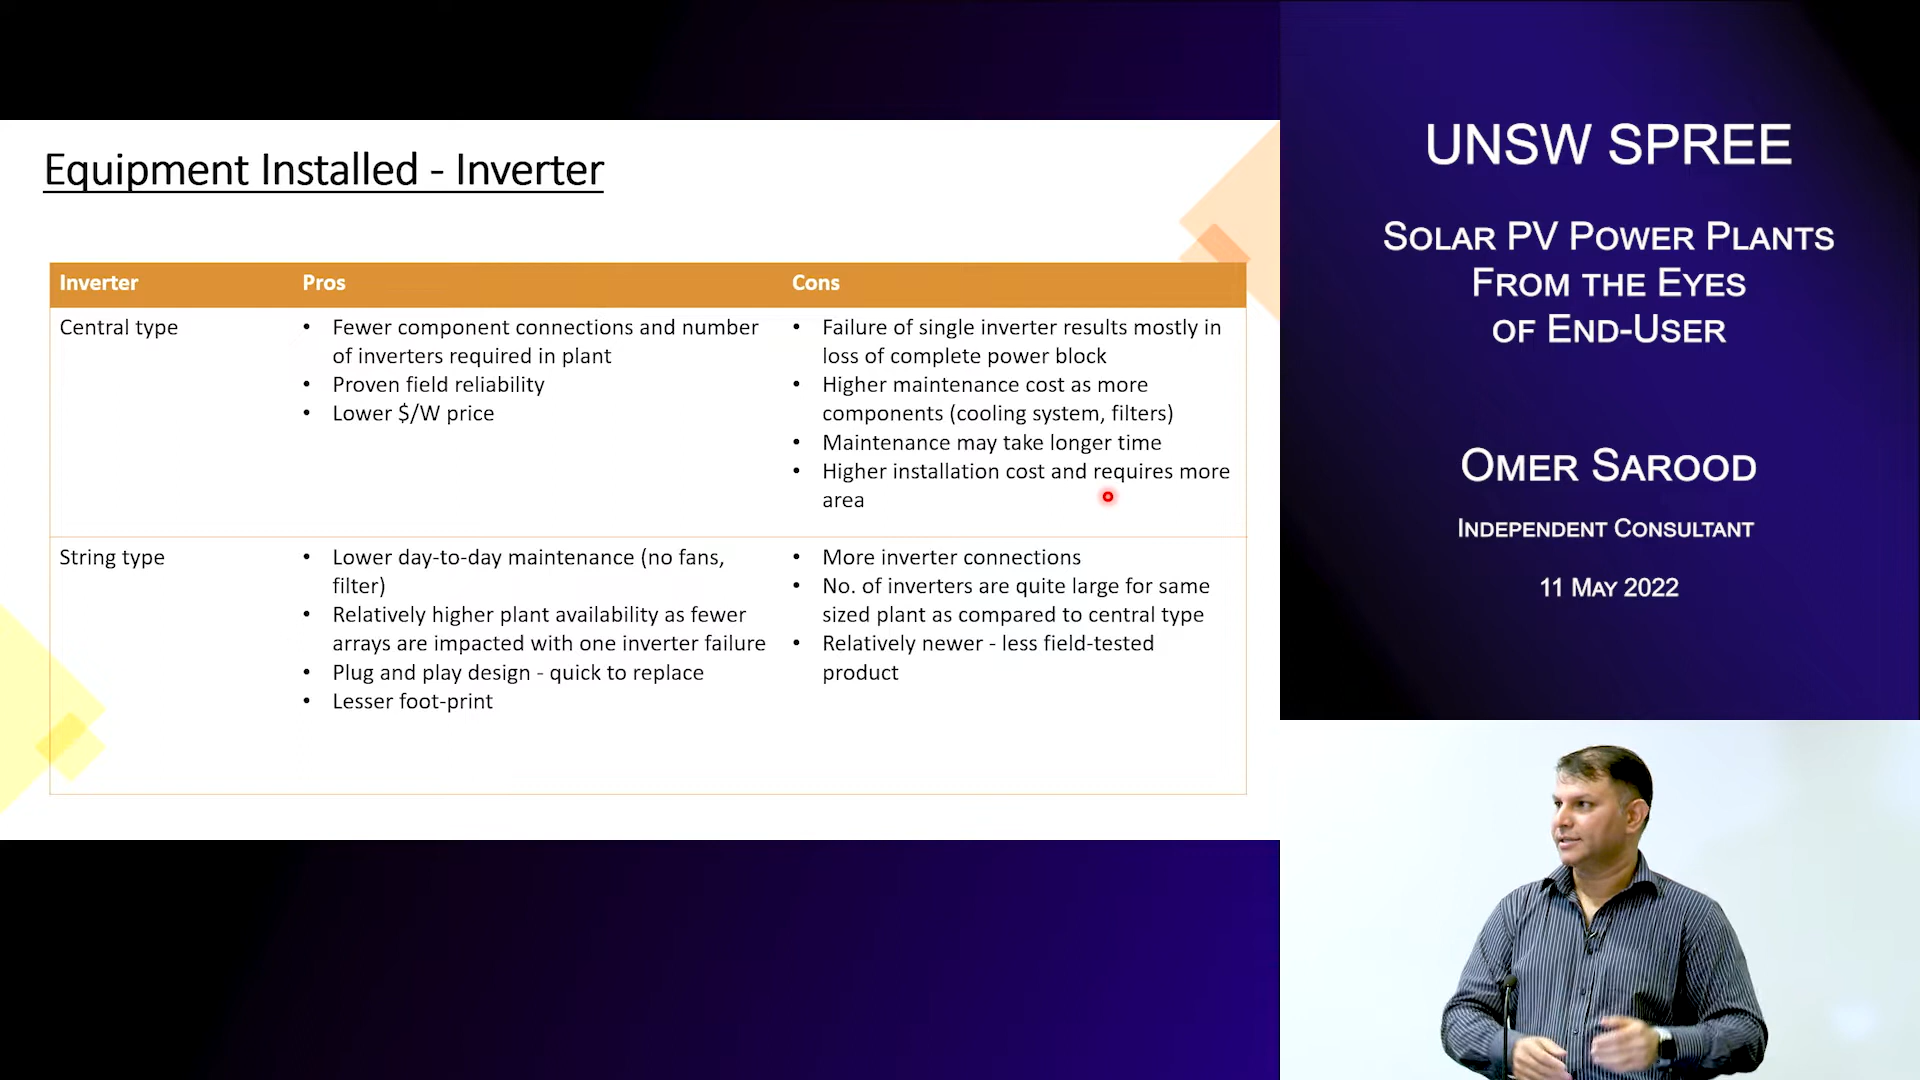 Equipment Installed - Inverter
Inverter Pros Cons
Central type
• Fewer component connections and number
of inverters required in plant
• Proven field reliability
• Lower $/W price
• Failure of single inverter results mostly in
loss of complete power block
• Higher maintenance cost as more
components (cooling system, filters)
• Maintenance may take longer time
• Higher installation cost and requires more
area
String type
• Lower day-to-day maintenance (no fans,
filter)
• Relatively higher plant availability as fewer
arrays are impacted with one inverter failure
• Plug and play design - quick to replace
• Lesser foot-print
• More inverter connections
• No. of inverters are quite large for same
sized plant as compared to central type
• Relatively newer - less field-tested
product
UNSW SPREE
SOLAR PV POWER PLANTS
FROM THE EYES
OF END-USER
OMER SAROOD
INDEPENDENT CONSULTANT
11 MAY 2022